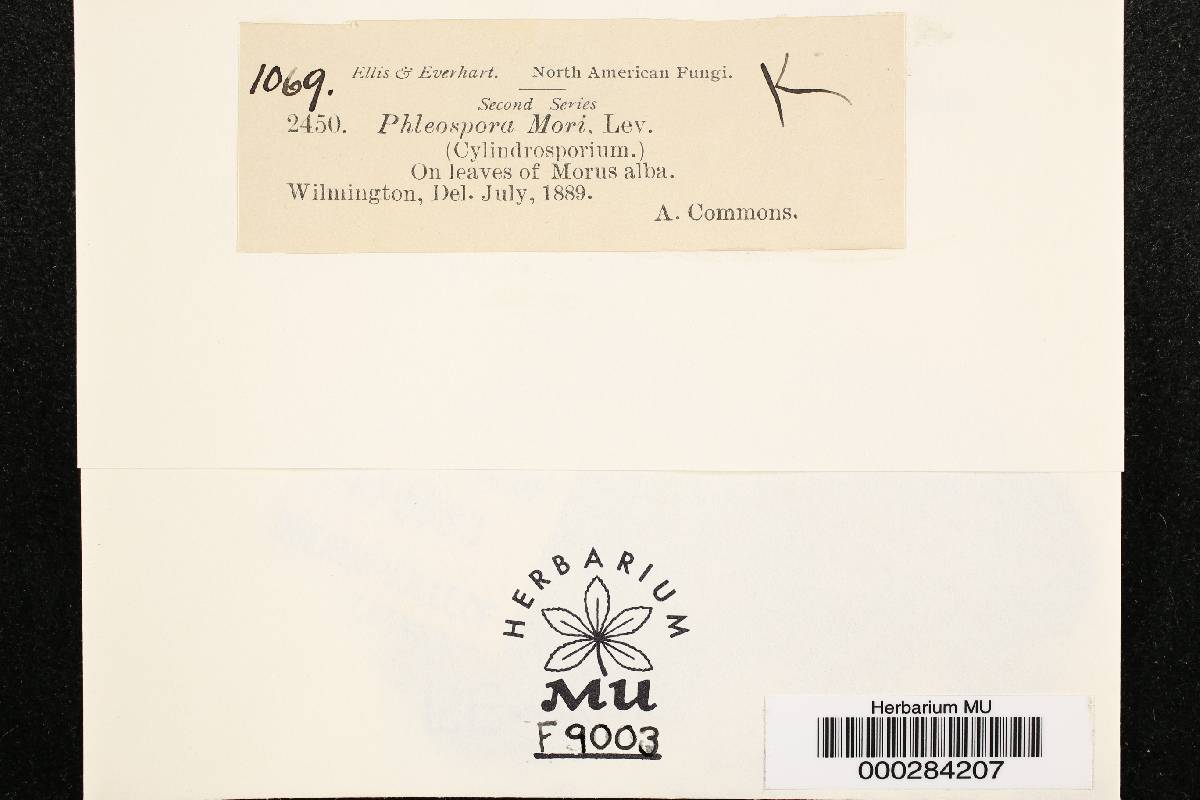 1069. Ellis & Everhart. North American Fungi.
Second Series
2450. Phleospora Mori, Lev.
(Cylindrosporium.)
On leaves of Morus alba.
Wilmington, Del. July, 1889.
A. Commons.
K
HERBARIUM
MU
F 9003
Herbarium MU
000284207